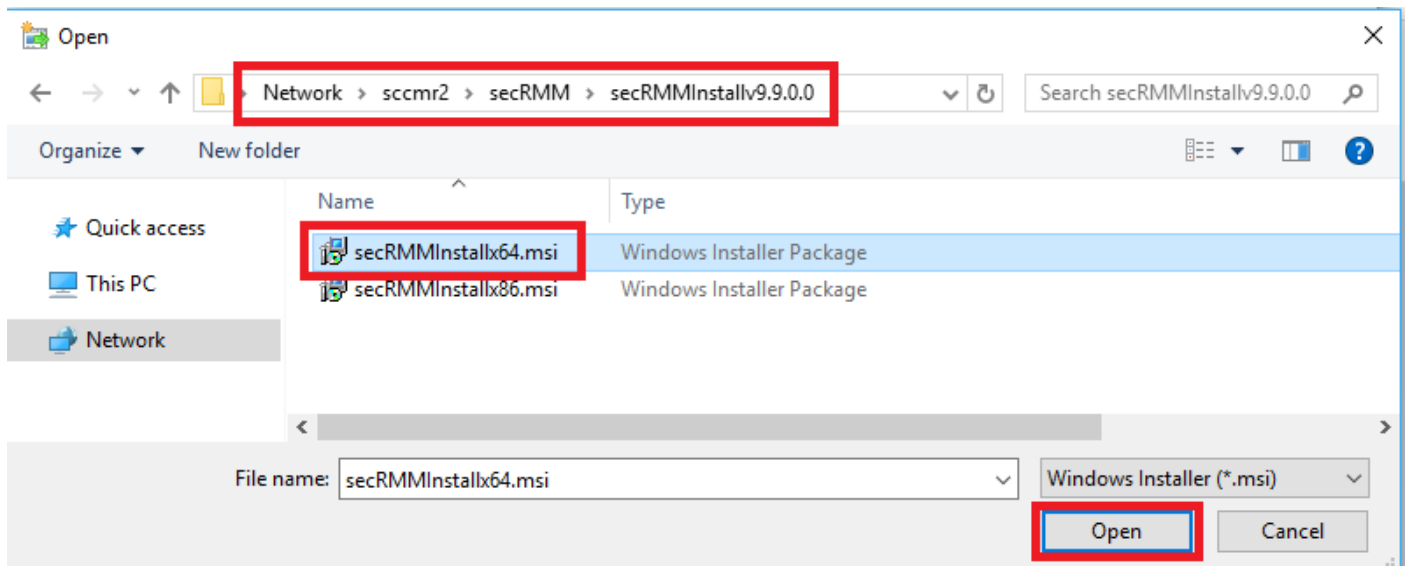 Open
Network > sccmr2 > secRMM > secRMMInstallv9.9.0.0
Search secRMMInstallv9.9.0.0
Organize
New folder
?
Name
Type
Quick access
This PC
Network
secRMMInstallx64.msi
Windows Installer Package
secRMMInstallx86.msi
Windows Installer Package
File name:
secRMMInstallx64.msi
Windows Installer (*.msi)
Open
Cancel